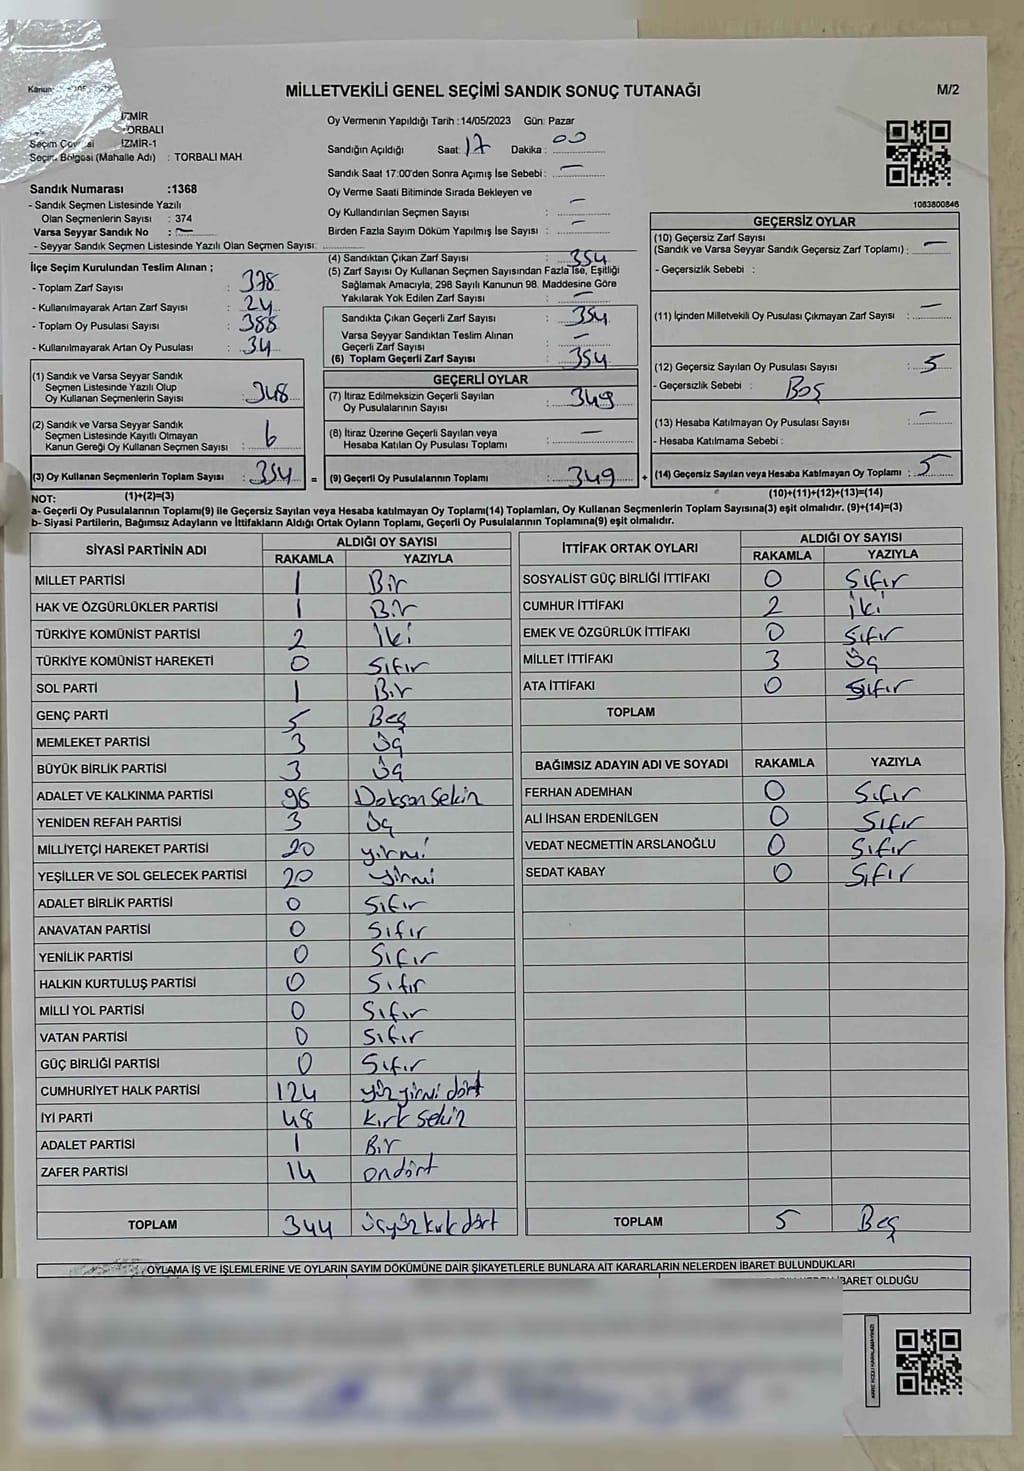 MİLLETVEKİLİ GENEL SEÇİMİ SANDIK SONUÇ TUTANAĞI
M/2
İZMİR
TORBALI
Seçim Çevresi İZMİR-1
Seçim Bölgesi (Mahalle Adı) : TORBALI MAH.
Oy Vermenin Yapıldığı Tarih : 14/05/2023 Gün: Pazar
Sandığın Açıldığı Saat: 17 Dakika : 00
Sandık Saat 17:00'den Sonra Açımış İse Sebebi : —
Oy Verme Saati Bitiminde Sırada Bekleyen ve
Oy Kullandırılan Seçmen Sayısı : —
Birden Fazla Sayım Döküm Yapılmış İse Sayısı : —
1083800846
Sandık Numarası :1368
- Sandık Seçmen Listesinde Yazılı
Olan Seçmenlerin Sayısı : 374
Varsa Seyyar Sandık No : —
- Seyyar Sandık Seçmen Listesinde Yazılı Olan Seçmen Sayısı:
İlçe Seçim Kurulundan Teslim Alınan ;
- Toplam Zarf Sayısı : 378
- Kullanılmayarak Artan Zarf Sayısı : 24
- Toplam Oy Pusulası Sayısı : 388
- Kullanılmayarak Artan Oy Pusulası : 34
(1) Sandık ve Varsa Seyyar Sandık
Seçmen Listesinde Yazılı Olup
Oy Kullanan Seçmenlerin Sayısı : 348
(2) Sandık ve Varsa Seyyar Sandık
Seçmen Listesinde Kayıtlı Olmayan
Kanun Gereği Oy Kullanan Seçmen Sayısı : 6
(3) Oy Kullanan Seçmenlerin Toplam Sayısı : 354 =
(4) Sandıktan Çıkan Zarf Sayısı : 354
(5) Zarf Sayısı Oy Kullanan Seçmen Sayısından Fazla İse, Eşitliği
Sağlamak Amacıyla; 298 Sayılı Kanunun 98. Maddesine Göre
Yakılarak Yok Edilen Zarf Sayısı : —
Sandıkta Çıkan Geçerli Zarf Sayısı : 354
Varsa Seyyar Sandıktan Teslim Alınan
Geçerli Zarf Sayısı : —
(6) Toplam Geçerli Zarf Sayısı : 354
GEÇERLİ OYLAR
(7) İtiraz Edilmeksizin Geçerli Sayılan
Oy Pusulalarının Sayısı : 349
(8) İtiraz Üzerine Geçerli Sayılan veya
Hesaba Katılan Oy Pusulası Toplamı : —
(9) Geçerli Oy Pusulalarının Toplamı : 349 +
GEÇERSİZ OYLAR
(10) Geçersiz Zarf Sayısı
(Sandık ve Varsa Seyyar Sandık Geçersiz Zarf Toplamı) : —
- Geçersizlik Sebebi :
(11) İçinden Milletvekili Oy Pusulası Çıkmayan Zarf Sayısı : —
(12) Geçersiz Sayılan Oy Pusulası Sayısı : 5
- Geçersizlik Sebebi : Boş
(13) Hesaba Katılmayan Oy Pusulası Sayısı : —
- Hesaba Katılmama Sebebi :
(14) Geçersiz Sayılan veya Hesaba Katılmayan Oy Toplamı : 5
NOT: (1)+(2)=(3)
(10)+(11)+(12)+(13)=(14)
a- Geçerli Oy Pusulalarının Toplamı(9) ile Geçersiz Sayılan veya Hesaba katılmayan Oy Toplamı(14) Toplamları, Oy Kullanan Seçmenlerin Toplam Sayısına(3) eşit olmalıdır. (9)+(14)=(3)
b- Siyasi Partilerin, Bağımsız Adayların ve İttifakların Aldığı Ortak Oyların Toplamı, Geçerli Oy Pusulalarının Toplamına(9) eşit olmalıdır.
SİYASİ PARTİNİN ADI ALDIĞI OY SAYISI
RAKAMLA YAZIYLA
MİLLET PARTİSİ 1 Bir
HAK VE ÖZGÜRLÜKLER PARTİSİ 1 Bir
TÜRKİYE KOMÜNİST PARTİSİ 2 İki
TÜRKİYE KOMÜNİST HAREKETİ 0 Sıfır
SOL PARTİ 1 Bir
GENÇ PARTİ 5 Beş
MEMLEKET PARTİSİ 3 Üç
BÜYÜK BİRLİK PARTİSİ 3 Üç
ADALET VE KALKINMA PARTİSİ 98 Doksan Sekiz
YENİDEN REFAH PARTİSİ 3 Üç
MİLLİYETÇİ HAREKET PARTİSİ 20 yirmi
YEŞİLLER VE SOL GELECEK PARTİSİ 20 yirmi
ADALET BİRLİK PARTİSİ 0 Sıfır
ANAVATAN PARTİSİ 0 Sıfır
YENİLİK PARTİSİ 0 Sıfır
HALKIN KURTULUŞ PARTİSİ 0 Sıfır
MİLLİ YOL PARTİSİ 0 Sıfır
VATAN PARTİSİ 0 Sıfır
GÜÇ BİRLİĞİ PARTİSİ 0 Sıfır
CUMHURİYET HALK PARTİSİ 124 yüz yirmi dört
İYİ PARTİ 48 kırk sekiz
ADALET PARTİSİ 1 Bir
ZAFER PARTİSİ 14 ondört
TOPLAM 344 üçyüz kırk dört
İTTİFAK ORTAK OYLARI ALDIĞI OY SAYISI
RAKAMLA YAZIYLA
SOSYALİST GÜÇ BİRLİĞİ İTTİFAKI 0 Sıfır
CUMHUR İTTİFAKI 2 İki
EMEK VE ÖZGÜRLÜK İTTİFAKI 0 Sıfır
MİLLET İTTİFAKI 3 Üç
ATA İTTİFAKI 0 Sıfır
TOPLAM
BAĞIMSIZ ADAYIN ADI VE SOYADI RAKAMLA YAZIYLA
FERHAN ADEMHAN 0 Sıfır
ALİ İHSAN ERDENİLGEN 0 Sıfır
VEDAT NECMETTİN ARSLANOĞLU 0 Sıfır
SEDAT KABAY 0 Sıfır
TOPLAM 5 Beş
OYLAMA İŞ VE İŞLEMLERİNE VE OYLARIN SAYIM DÖKÜMÜNE DAİR ŞİKAYETLERLE BUNLARA AİT KARARLARIN NELERDEN İBARET BULUNDUKLARI
İBARET OLDUĞU